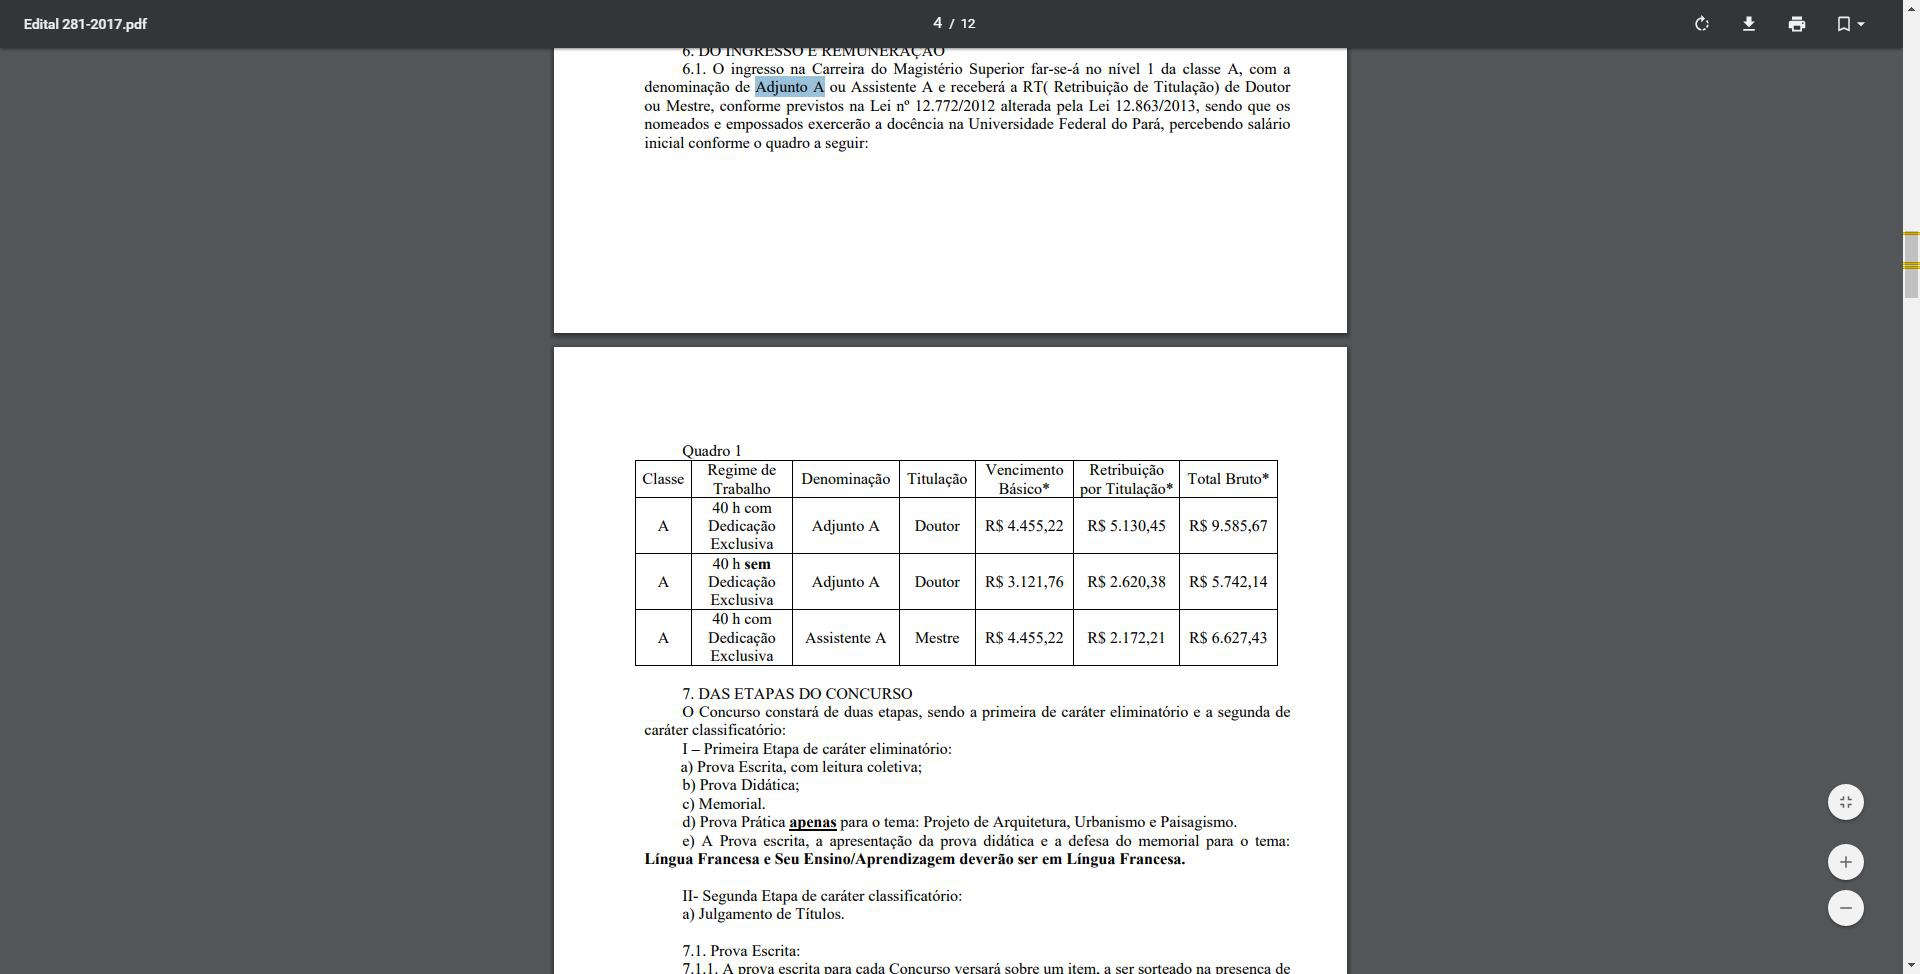 Edital 281-2017.pdf
4 / 12
6. DO INGRESSO E REMUNERAÇÃO
6.1. O ingresso na Carreira do Magistério Superior far-se-á no nível 1 da classe A, com a
denominação de Adjunto A ou Assistente A e receberá a RT( Retribuição de Titulação) de Doutor
ou Mestre, conforme previstos na Lei nº 12.772/2012 alterada pela Lei 12.863/2013, sendo que os
nomeados e empossados exercerão a docência na Universidade Federal do Pará, percebendo salário
inicial conforme o quadro a seguir:
Quadro 1
Classe Regime de Trabalho Denominação Titulação Vencimento Básico* Retribuição por Titulação* Total Bruto*
A 40 h com Dedicação Exclusiva Adjunto A Doutor R$ 4.455,22 R$ 5.130,45 R$ 9.585,67
A 40 h sem Dedicação Exclusiva Adjunto A Doutor R$ 3.121,76 R$ 2.620,38 R$ 5.742,14
A 40 h com Dedicação Exclusiva Assistente A Mestre R$ 4.455,22 R$ 2.172,21 R$ 6.627,43
7. DAS ETAPAS DO CONCURSO
O Concurso constará de duas etapas, sendo a primeira de caráter eliminatório e a segunda de
caráter classificatório:
I – Primeira Etapa de caráter eliminatório:
a) Prova Escrita, com leitura coletiva;
b) Prova Didática;
c) Memorial.
d) Prova Prática apenas para o tema: Projeto de Arquitetura, Urbanismo e Paisagismo.
e) A Prova escrita, a apresentação da prova didática e a defesa do memorial para o tema:
Língua Francesa e Seu Ensino/Aprendizagem deverão ser em Língua Francesa.
II- Segunda Etapa de caráter classificatório:
a) Julgamento de Títulos.
7.1. Prova Escrita:
7.1.1. A prova escrita para cada Concurso versará sobre um item, a ser sorteado na presença de